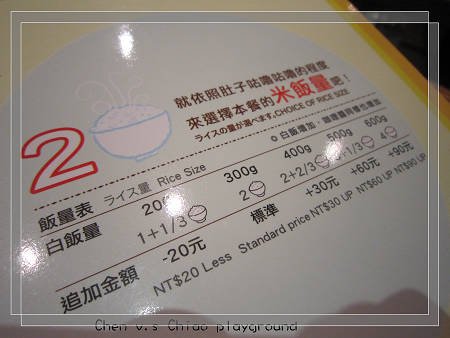 2
就依照肚子咕嚕咕嚕的程度
來選擇本餐的米飯量吧！
ライスの量が選べます。CHOICE OF RICE SIZE
飯量表 ライス量 Rice Size 300g 400g 500g 600g
白飯量 1+1/3 2 2+2/3
追加金額 -20元 標準 +30元 +60元 +90元
NT$20 Less Standard price NT$30 UP NT$60 UP NT$90 UP
Chen v.s Chiao playground